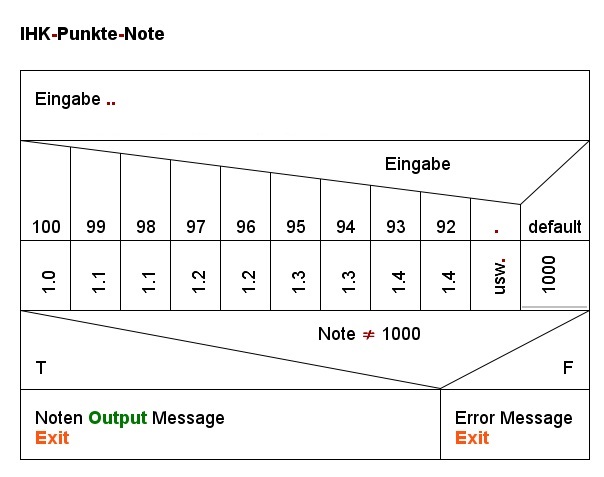 IHK-Punkte-Note
Eingabe ..
Eingabe
100 99 98 97 96 95 94 93 92 . default
1.0 1.1 1.1 1.2 1.2 1.3 1.3 1.4 1.4 usw. 1000
Note ≠ 1000
T F
Noten Output Message
Exit
Error Message
Exit